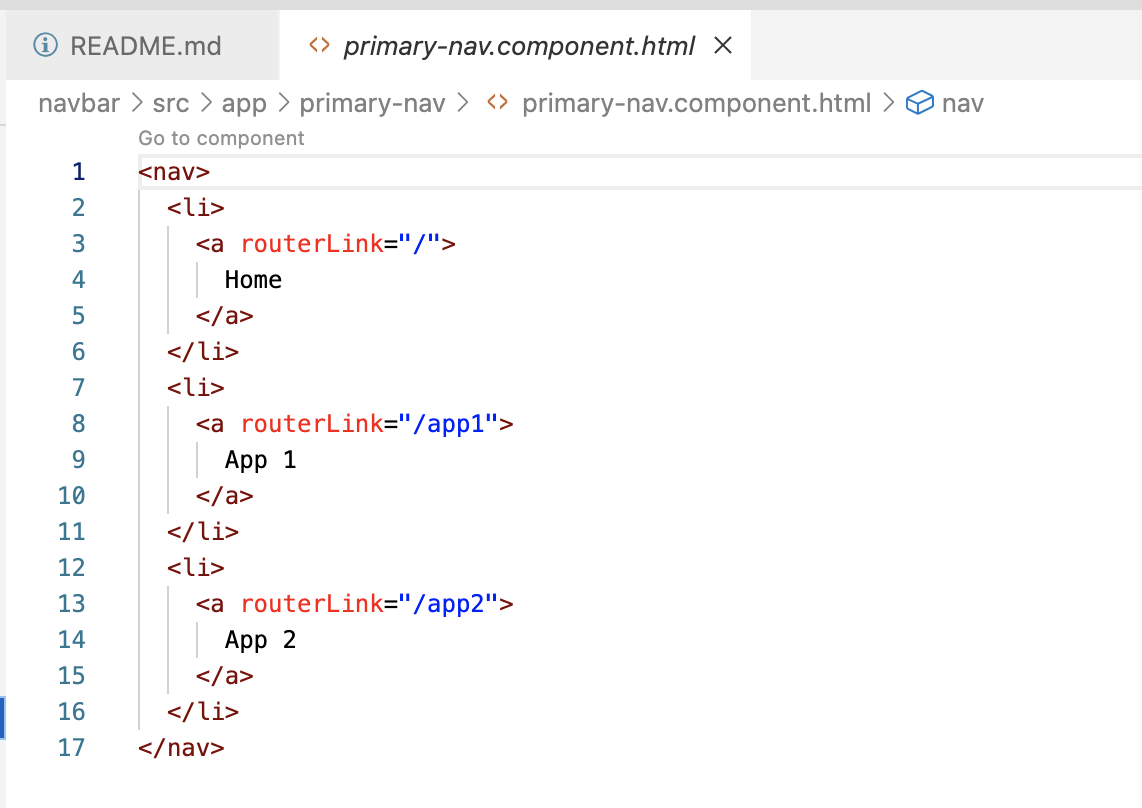 README.md
primary-nav.component.html
navbar > src > app > primary-nav > primary-nav.component.html > nav
Go to component
1 <nav>
2 <li>
3 <a routerLink="/">
4 Home
5 </a>
6 </li>
7 <li>
8 <a routerLink="/app1">
9 App 1
10 </a>
11 </li>
12 <li>
13 <a routerLink="/app2">
14 App 2
15 </a>
16 </li>
17 </nav>